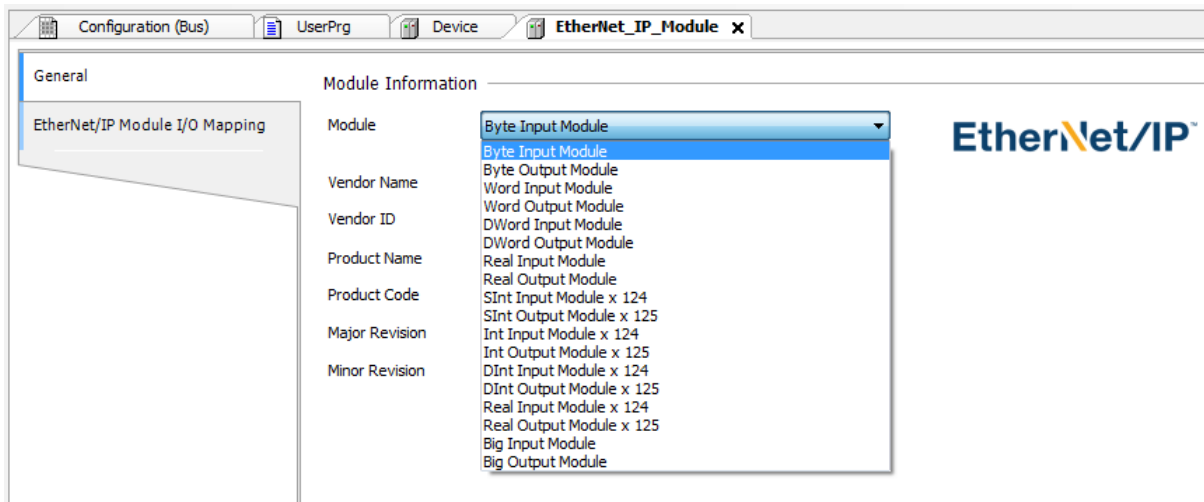 Configuration (Bus) UserPrg Device EtherNet_IP_Module X
General
Module Information
Module Byte Input Module
EtherNet/IP Module I/O Mapping
EtherNet/IP™
Byte Input Module
Byte Output Module
Word Input Module
Word Output Module
DWord Input Module
DWord Output Module
Real Input Module
Real Output Module
SInt Input Module x 124
SInt Output Module x 125
Int Input Module x 124
Int Output Module x 125
DInt Input Module x 124
DInt Output Module x 125
Real Input Module x 124
Real Output Module x 125
Big Input Module
Big Output Module
Vendor Name
Vendor ID
Product Name
Product Code
Major Revision
Minor Revision